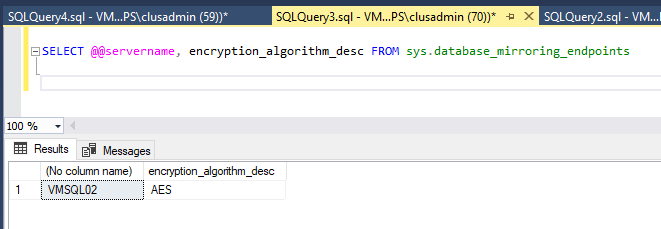 SQLQuery4.sql - VM...PS\clusadmin (59))*
SQLQuery3.sql - VM...PS\clusadmin (70))*
SQLQuery2.sql - VM...P
SELECT @@servername, encryption_algorithm_desc FROM sys.database_mirroring_endpoints
100 %
Results
Messages
(No column name) encryption_algorithm_desc
1 VMSQL02 AES